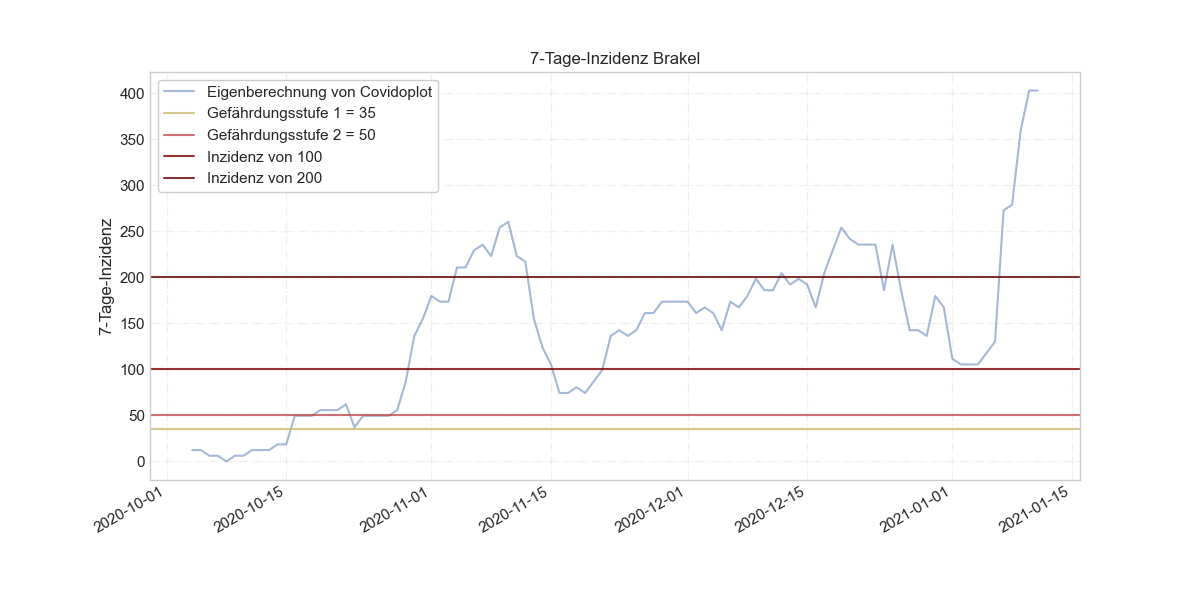 7-Tage-Inzidenz Brakel
Eigenberechnung von Covidoplot
Gefährdungsstufe 1 = 35
Gefährdungsstufe 2 = 50
Inzidenz von 100
Inzidenz von 200
7-Tage-Inzidenz
400
350
300
250
200
150
100
50
0
2020-10-01
2020-10-15
2020-11-01
2020-11-15
2020-12-01
2020-12-15
2021-01-01
2021-01-15